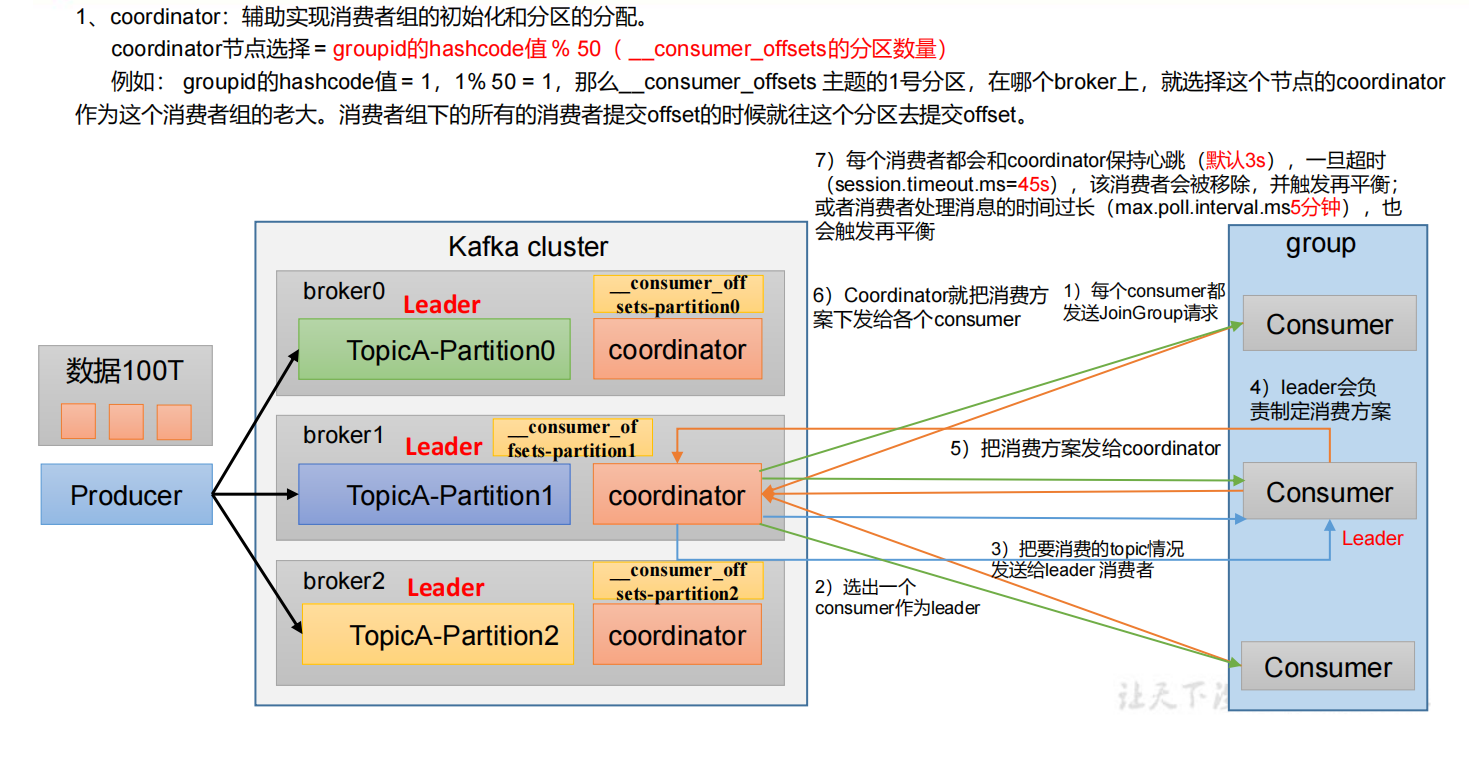 1、coordinator：辅助实现消费者组的初始化和分区的分配。
coordinator节点选择 = groupid的hashcode值 % 50（ __consumer_offsets的分区数量）
例如： groupid的hashcode值 = 1，1% 50 = 1，那么__consumer_offsets 主题的1号分区，在哪个broker上，就选择这个节点的coordinator
作为这个消费者组的老大。消费者组下的所有的消费者提交offset的时候就往这个分区去提交offset。
7）每个消费者都会和coordinator保持心跳（默认3s），一旦超时
（session.timeout.ms=45s），该消费者会被移除，并触发再平衡；
或者消费者处理消息的时间过长（max.poll.interval.ms5分钟），也
会触发再平衡
Kafka cluster
group
broker0
Leader
__consumer_off
sets-partition0
TopicA-Partition0
coordinator
6）Coordinator就把消费方
案下发给各个consumer
1）每个consumer都
发送JoinGroup请求
Consumer
数据100T
4）leader会负
责制定消费方案
broker1
Leader
__consumer_of
fsets-partition1
5）把消费方案发给coordinator
Producer
TopicA-Partition1
coordinator
Consumer
Leader
3）把要消费的topic情况
发送给leader 消费者
broker2
Leader
__consumer_off
sets-partition2
2）选出一个
consumer作为leader
TopicA-Partition2
coordinator
Consumer
让天下